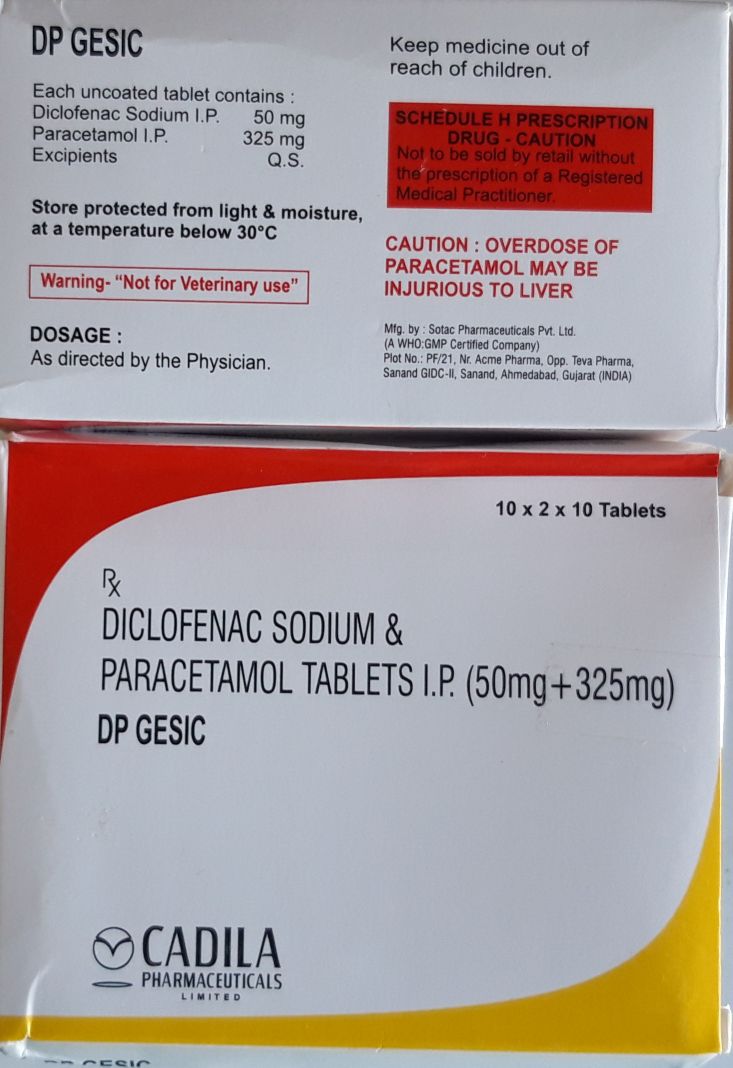 DP GESIC
Each uncoated tablet contains :
Diclofenac Sodium I.P. 50 mg
Paracetamol I.P. 325 mg
Excipients Q.S.
Store protected from light & moisture,
at a temperature below 30°C
Warning- “Not for Veterinary use”
DOSAGE :
As directed by the Physician.
Keep medicine out of
reach of children.
SCHEDULE H PRESCRIPTION
DRUG - CAUTION
Not to be sold by retail without
the prescription of a Registered
Medical Practitioner.
CAUTION : OVERDOSE OF
PARACETAMOL MAY BE
INJURIOUS TO LIVER
Mfg. by : Sotac Pharmaceuticals Pvt. Ltd.
(A WHO:GMP Certified Company)
Plot No.: PF/21, Nr. Acme Pharma, Opp. Teva Pharma,
Sanand GIDC-II, Sanand, Ahmedabad, Gujarat (INDIA)
10 x 2 x 10 Tablets
Rx
DICLOFENAC SODIUM &
PARACETAMOL TABLETS I.P. (50mg+325mg)
DP GESIC
CADILA
PHARMACEUTICALS
LIMITED
DP GESIC